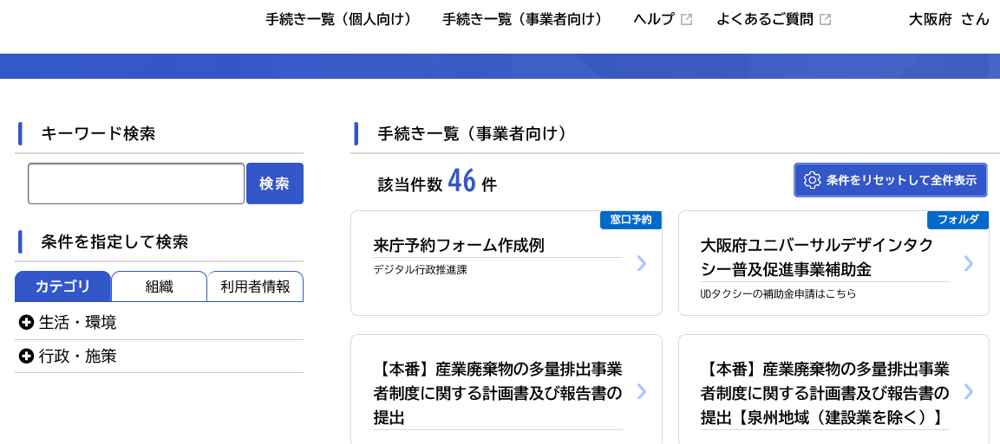 手続き一覧（個人向け）　手続き一覧（事業者向け）　ヘルプ　よくあるご質問　大阪府 さん
キーワード検索
検索
条件を指定して検索
カテゴリ　組織　利用者情報
生活・環境
行政・施策
手続き一覧（事業者向け）
該当件数 46 件
条件をリセットして全件表示
窓口予約
来庁予約フォーム作成例
デジタル行政推進課
フォルダ
大阪府ユニバーサルデザインタク
シー普及促進事業補助金
UDタクシーの補助金申請はこちら
【本番】産業廃棄物の多量排出事業
者制度に関する計画書及び報告書の
提出
【本番】産業廃棄物の多量排出事業
者制度に関する計画書及び報告書の
提出【泉州地域（建設業を除く）】